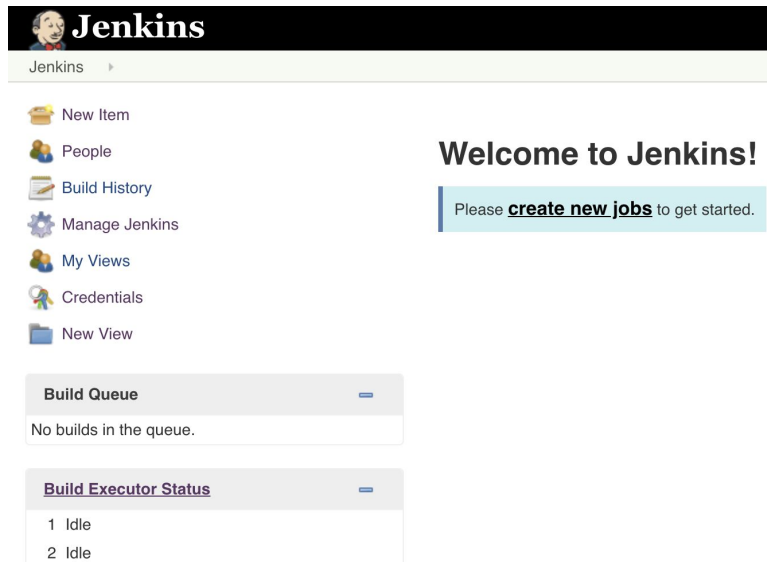 Jenkins
Jenkins
New Item
People
Build History
Manage Jenkins
My Views
Credentials
New View
Welcome to Jenkins!
Please create new jobs to get started.
Build Queue
No builds in the queue.
Build Executor Status
1 Idle
2 Idle